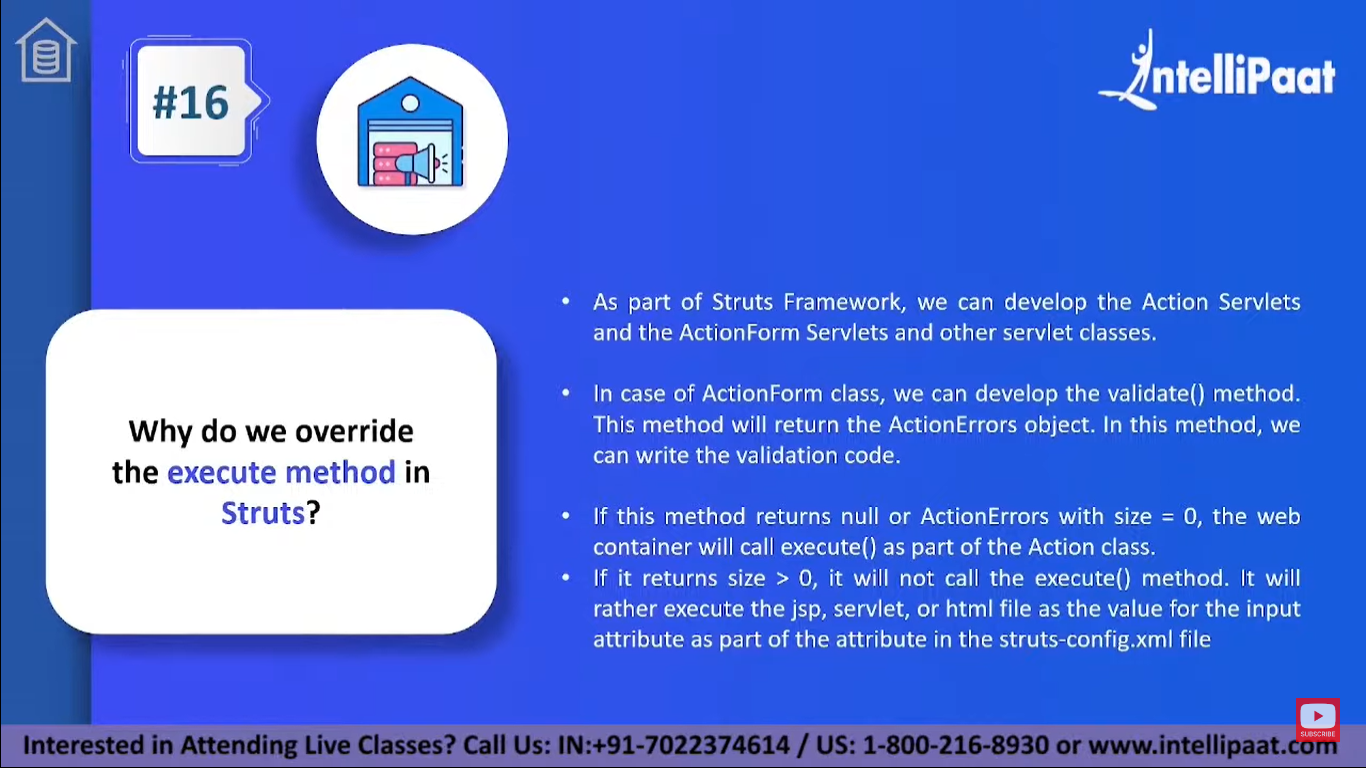 #16
IntelliPaat
Why do we override
the execute method in
Struts?
• As part of Struts Framework, we can develop the Action Servlets
and the ActionForm Servlets and other servlet classes.
• In case of ActionForm class, we can develop the validate() method.
This method will return the ActionErrors object. In this method, we
can write the validation code.
• If this method returns null or ActionErrors with size = 0, the web
container will call execute() as part of the Action class.
• If it returns size > 0, it will not call the execute() method. It will
rather execute the jsp, servlet, or html file as the value for the input
attribute as part of the attribute in the struts-config.xml file
SUBSCRIBE
Interested in Attending Live Classes? Call Us: IN:+91-7022374614 / US: 1-800-216-8930 or www.intellipaat.com